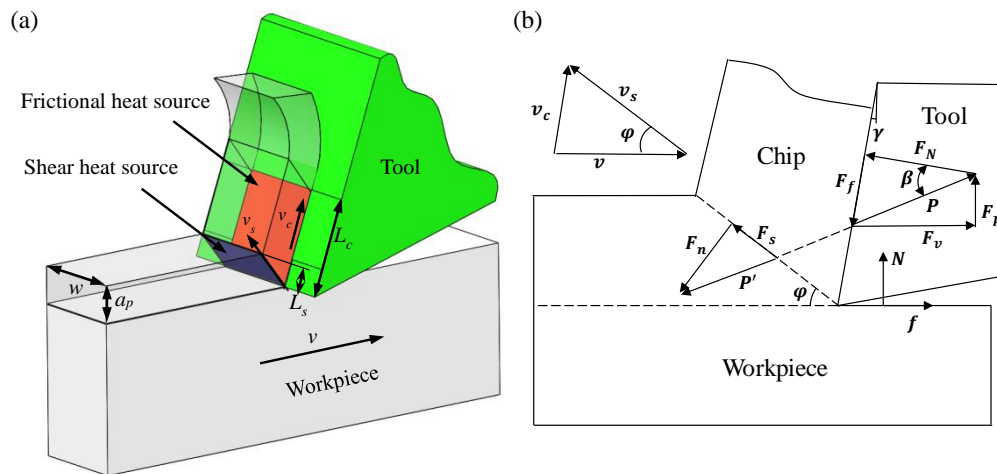 (a)
Frictional heat source
Shear heat source
Tool
v_s
v_c
L_c
L_s
w
a_p
v
Workpiece
(b)
v_c
v_s
φ
v
Chip
γ
Tool
F_N
F_f
β
P
F_v
F_n
F_s
P'
φ
N
f
Workpiece